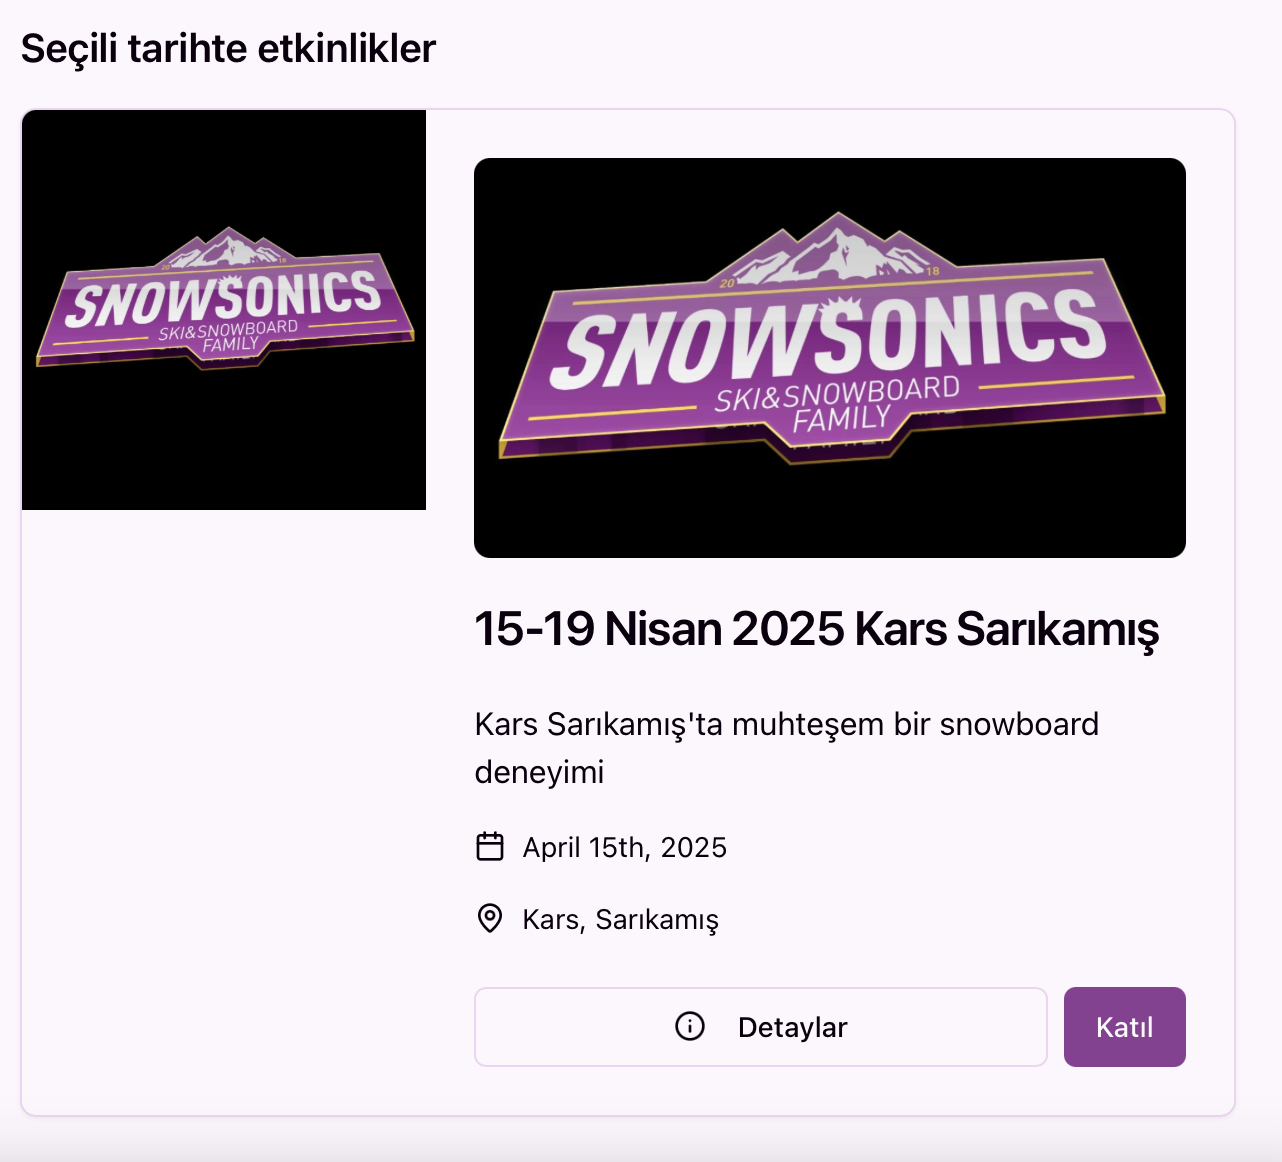 Seçili tarihte etkinlikler
20 18
SNOWSONICS
SKI&SNOWBOARD
FAMILY
20 18
SNOWSONICS
SKI&SNOWBOARD
FAMILY
15-19 Nisan 2025 Kars Sarıkamış
Kars Sarıkamış'ta muhteşem bir snowboard
deneyimi
April 15th, 2025
Kars, Sarıkamış
Detaylar
Katıl